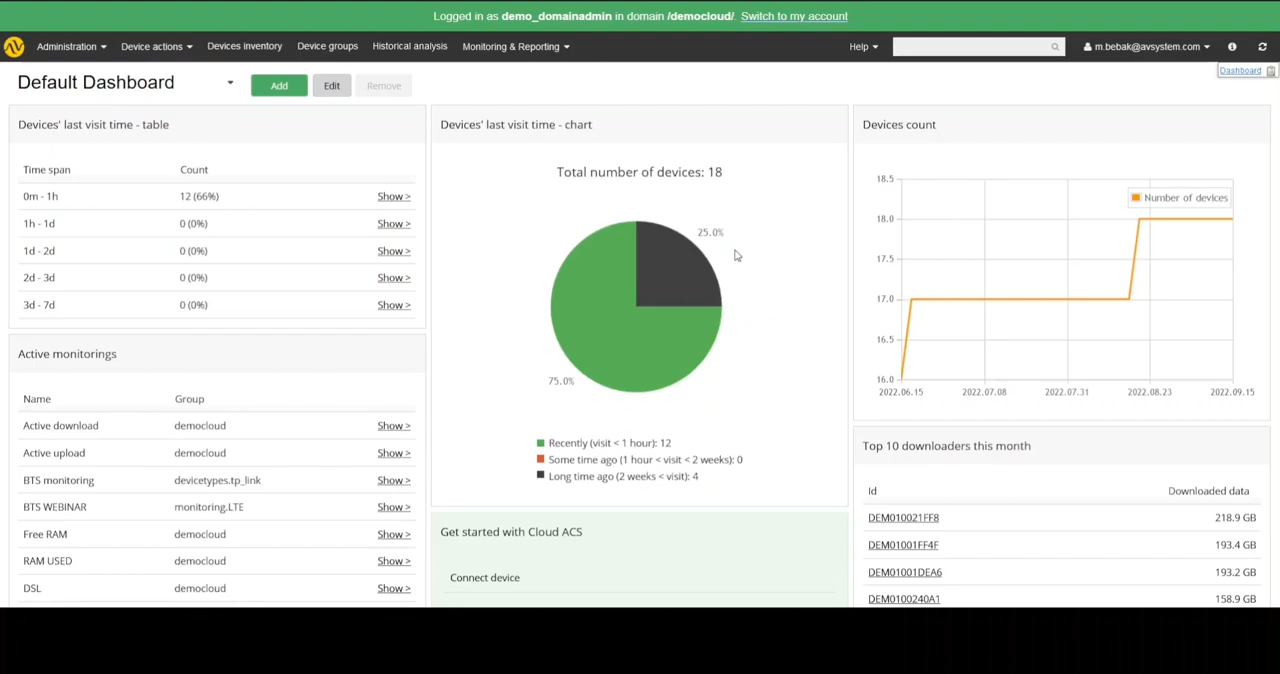 Logged in as demo_domainadmin in domain /democloud/. Switch to my account
Administration Device actions Devices inventory Device groups Historical analysis Monitoring & Reporting Help m.bebak@avsystem.com
Default Dashboard Add Edit Remove Dashboard
Devices' last visit time - table
Time span Count
0m - 1h 12 (66%) Show >
1h - 1d 0 (0%) Show >
1d - 2d 0 (0%) Show >
2d - 3d 0 (0%) Show >
3d - 7d 0 (0%) Show >
Active monitorings
Name Group
Active download democloud Show >
Active upload democloud Show >
BTS monitoring devicetypes.tp_link Show >
BTS WEBINAR monitoring.LTE Show >
Free RAM democloud Show >
RAM USED democloud Show >
DSL democloud Show >
Devices' last visit time - chart
Total number of devices: 18
25.0%
75.0%
Recently (visit < 1 hour): 12
Some time ago (1 hour < visit < 2 weeks): 0
Long time ago (2 weeks < visit): 4
Get started with Cloud ACS
Connect device
Devices count
18.5
Number of devices
18.0
17.5
17.0
16.5
16.0
2022.06.15 2022.07.08 2022.07.31 2022.08.23 2022.09.15
Top 10 downloaders this month
Id Downloaded data
DEM010021FF8 218.9 GB
DEM01001FF4F 193.4 GB
DEM01001DEA6 193.2 GB
DEM0100240A1 158.9 GB